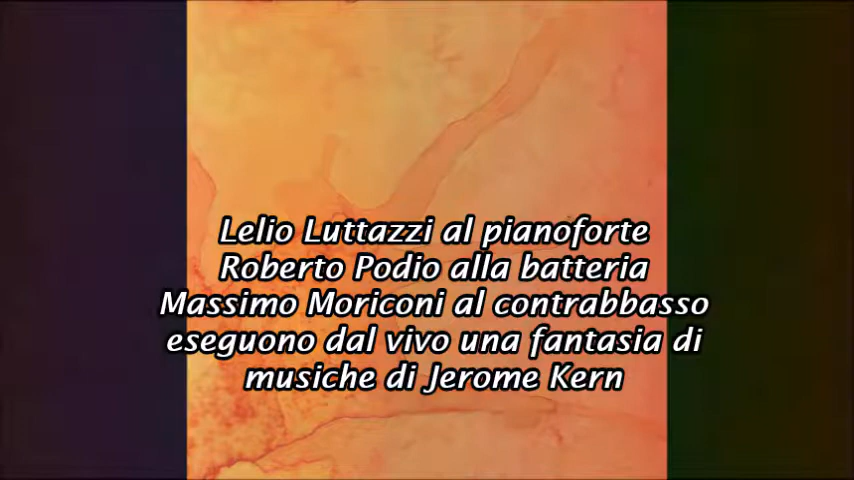 Lelio Luttazzi al pianoforte
Roberto Podio alla batteria
Massimo Moriconi al contrabbasso
eseguono dal vivo una fantasia di
musiche di Jerome Kern